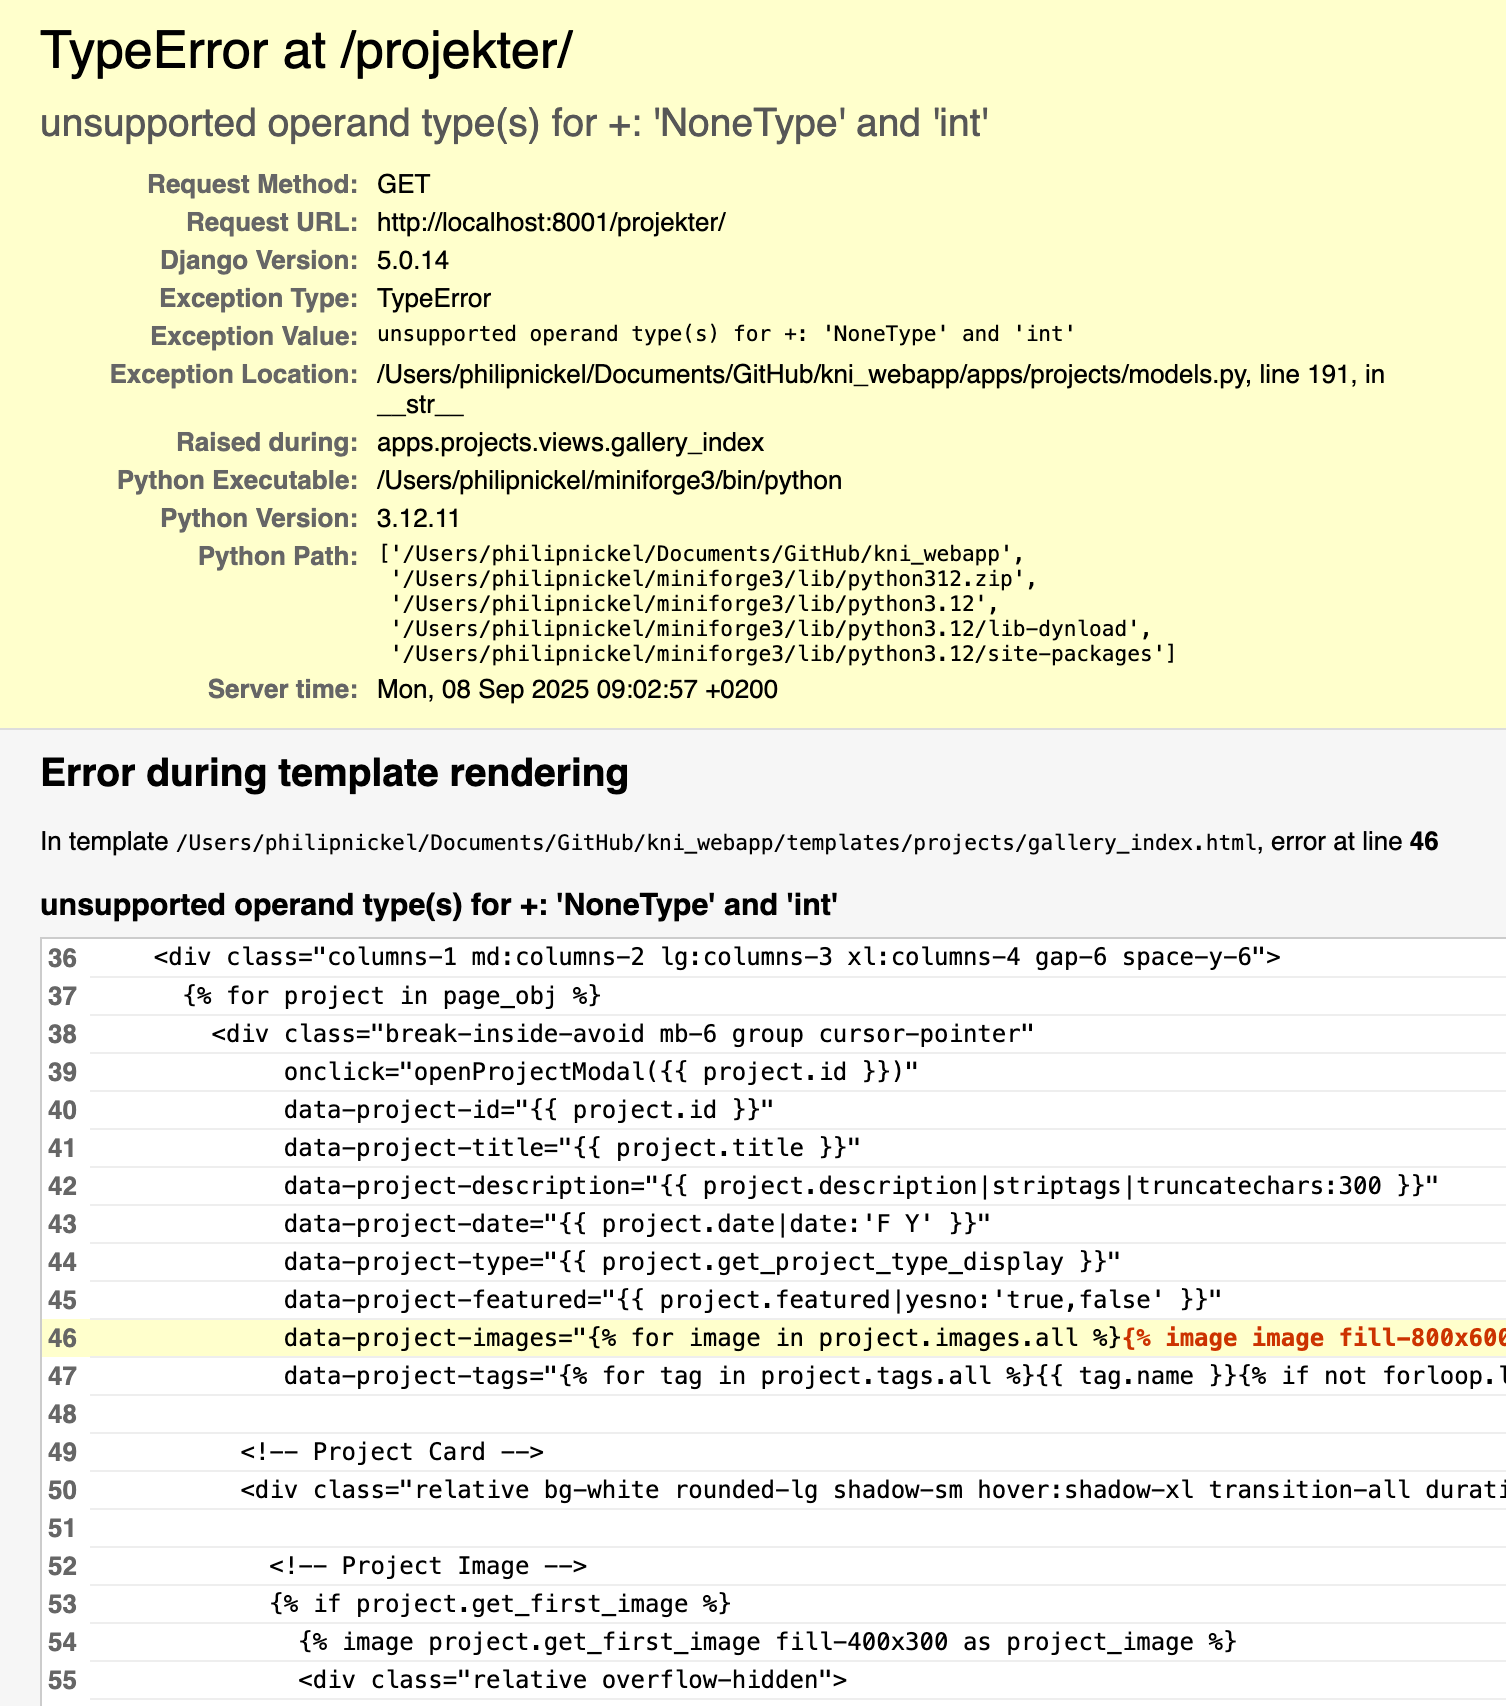 TypeError at /projekter/
unsupported operand type(s) for +: 'NoneType' and 'int'
Request Method: GET
Request URL: http://localhost:8001/projekter/
Django Version: 5.0.14
Exception Type: TypeError
Exception Value: unsupported operand type(s) for +: 'NoneType' and 'int'
Exception Location: /Users/philipnickel/Documents/GitHub/kni_webapp/apps/projects/models.py, line 191, in
__str__
Raised during: apps.projects.views.gallery_index
Python Executable: /Users/philipnickel/miniforge3/bin/python
Python Version: 3.12.11
Python Path: ['/Users/philipnickel/Documents/GitHub/kni_webapp',
'/Users/philipnickel/miniforge3/lib/python312.zip',
'/Users/philipnickel/miniforge3/lib/python3.12',
'/Users/philipnickel/miniforge3/lib/python3.12/lib-dynload',
'/Users/philipnickel/miniforge3/lib/python3.12/site-packages']
Server time: Mon, 08 Sep 2025 09:02:57 +0200
Error during template rendering
In template /Users/philipnickel/Documents/GitHub/kni_webapp/templates/projects/gallery_index.html, error at line 46
unsupported operand type(s) for +: 'NoneType' and 'int'
36 <div class="columns-1 md:columns-2 lg:columns-3 xl:columns-4 gap-6 space-y-6">
37 {% for project in page_obj %}
38 <div class="break-inside-avoid mb-6 group cursor-pointer"
39 onclick="openProjectModal({{ project.id }})"
40 data-project-id="{{ project.id }}"
41 data-project-title="{{ project.title }}"
42 data-project-description="{{ project.description|striptags|truncatechars:300 }}"
43 data-project-date="{{ project.date|date:'F Y' }}"
44 data-project-type="{{ project.get_project_type_display }}"
45 data-project-featured="{{ project.featured|yesno:'true,false' }}"
46 data-project-images="{% for image in project.images.all %}{% image image fill-800x600
47 data-project-tags="{% for tag in project.tags.all %}{{ tag.name }}{% if not forloop.l
48
49 <!-- Project Card -->
50 <div class="relative bg-white rounded-lg shadow-sm hover:shadow-xl transition-all durati
51
52 <!-- Project Image -->
53 {% if project.get_first_image %}
54 {% image project.get_first_image fill-400x300 as project_image %}
55 <div class="relative overflow-hidden">